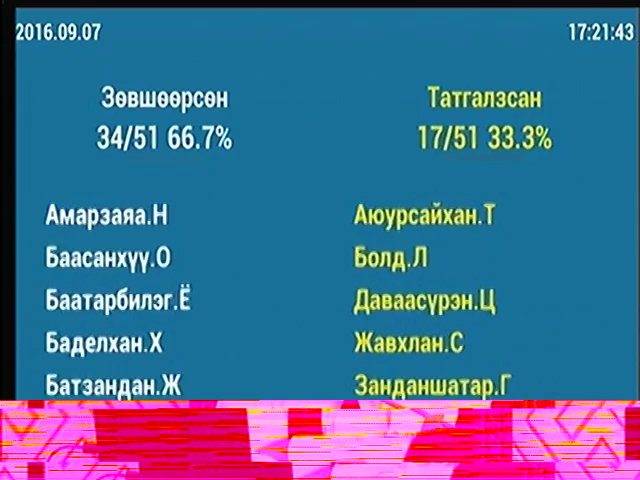 2016.09.07 17:21:43
Зөвшөөрсөн Татгалзсан
34/51 66.7% 17/51 33.3%
Амарзаяа.Н Аюурсайхан.Т
Баасанхүү.О Болд.Л
Баатарбилэг.Ё Даваасүрэн.Ц
Баделхан.Х Жавхлан.С
Батзандан.Ж Занданшатар.Г